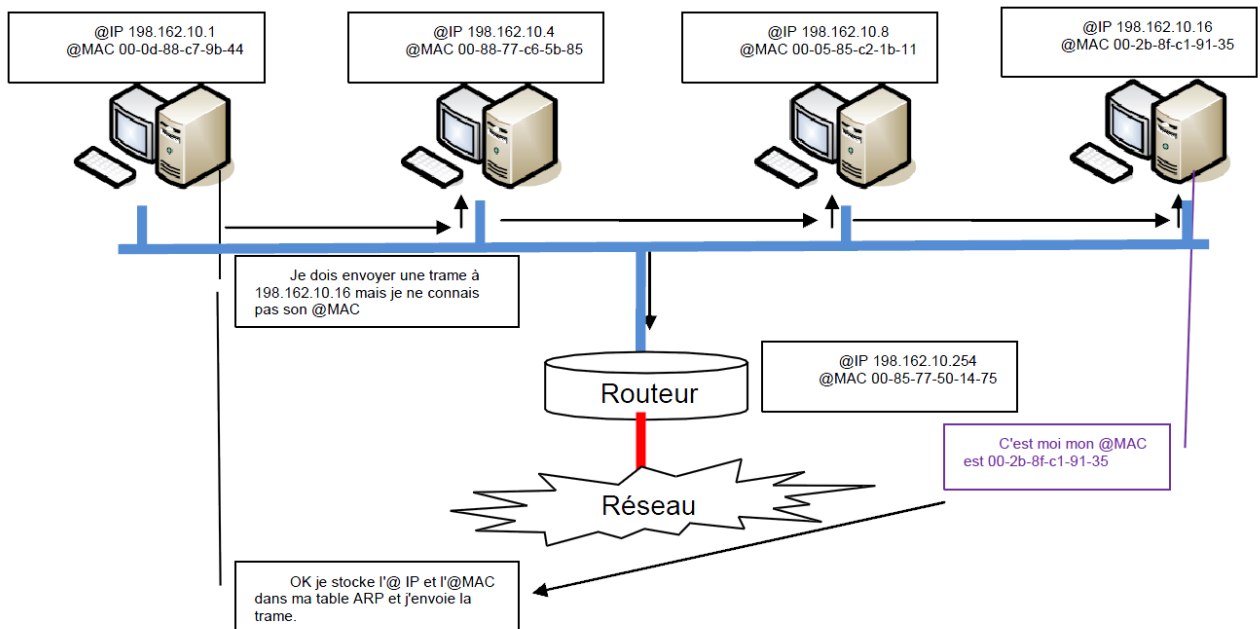 @IP 198.162.10.1
@MAC 00-0d-88-c7-9b-44
@IP 198.162.10.4
@MAC 00-88-77-c6-5b-85
@IP 198.162.10.8
@MAC 00-05-85-c2-1b-11
@IP 198.162.10.16
@MAC 00-2b-8f-c1-91-35
Je dois envoyer une trame à
198.162.10.16 mais je ne connais
pas son @MAC
@IP 198.162.10.254
@MAC 00-85-77-50-14-75
Routeur
C'est moi mon @MAC
est 00-2b-8f-c1-91-35
Réseau
OK je stocke l'@ IP et l'@MAC
dans ma table ARP et j'envoie la
trame.